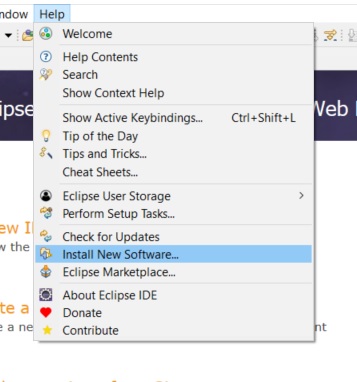 ndow Help
Welcome
Help Contents
Search
Show Context Help
Show Active Keybindings... Ctrl+Shift+L
Tip of the Day
Tips and Tricks...
Cheat Sheets...
Eclipse User Storage
Perform Setup Tasks...
Check for Updates
Install New Software...
Eclipse Marketplace...
About Eclipse IDE
Donate
Contribute
ipse
Web
ew I
w the
te a
e a ne
nt